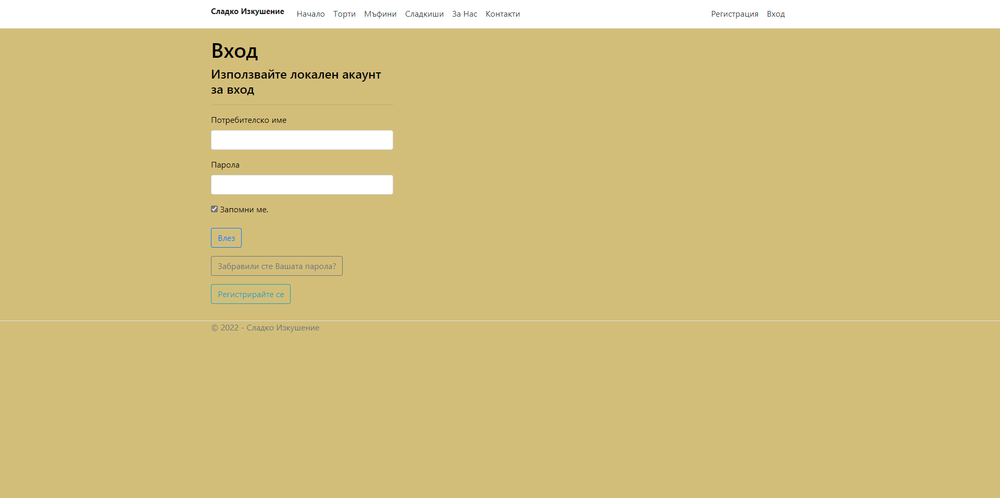 Сладко Изкушение Начало Торти Мъфини Сладкиши За Нас Контакти Регистрация Вход
Вход
Използвайте локален акаунт
за вход
Потребителско име
Парола
Запомни ме.
Влез
Забравили сте Вашата парола?
Регистрирайте се
© 2022 - Сладко Изкушение